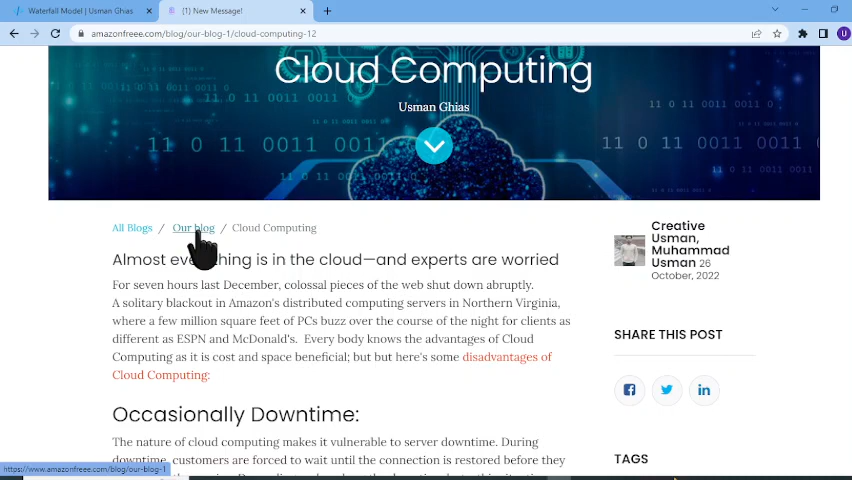 Waterfall Model | Usman Ghias
(1) New Message!
amazonfreee.com/blog/our-blog-1/cloud-computing-12
U
Cloud Computing
Usman Ghias
All Blogs / Our blog / Cloud Computing
Almost everything is in the cloud—and experts are worried
For seven hours last December, colossal pieces of the web shut down abruptly.
A solitary blackout in Amazon's distributed computing servers in Northern Virginia,
where a few million square feet of PCs buzz over the course of the night for clients as
different as ESPN and McDonald's. Every body knows the advantages of Cloud
Computing as it is cost and space beneficial; but but here's some disadvantages of
Cloud Computing:
Occasionally Downtime:
The nature of cloud computing makes it vulnerable to server downtime. During
downtime, customers are forced to wait until the connection is restored before they
Creative
Usman,
Muhammad
Usman 26
October, 2022
SHARE THIS POST
TAGS
https://www.amazonfreee.com/blog/our-blog-1